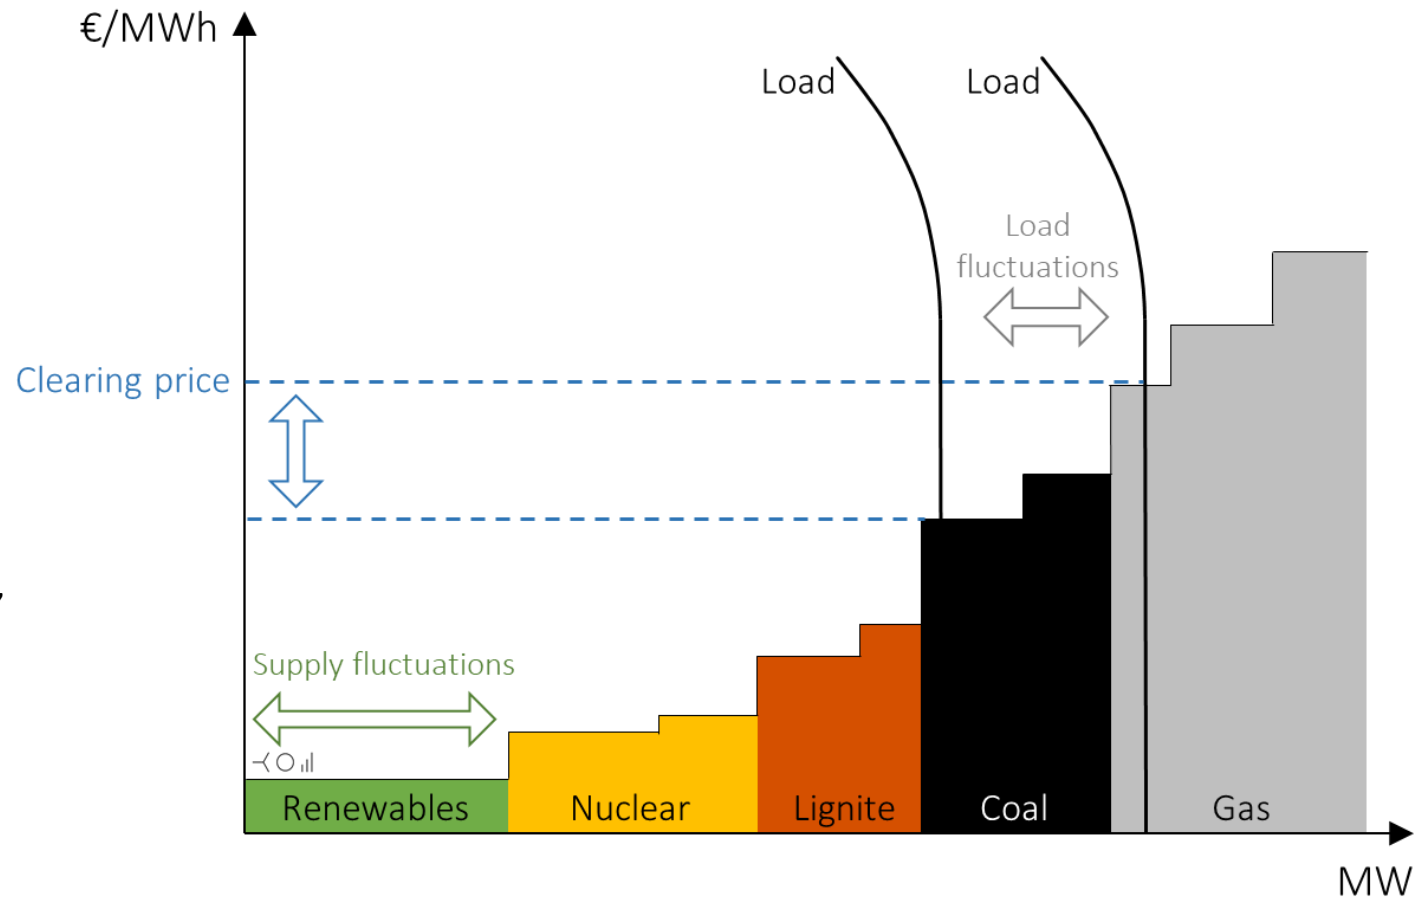 €/MWh
Load
Load
Load
fluctuations
Clearing price
,
Supply fluctuations
Renewables
Nuclear
Lignite
Coal
Gas
MW